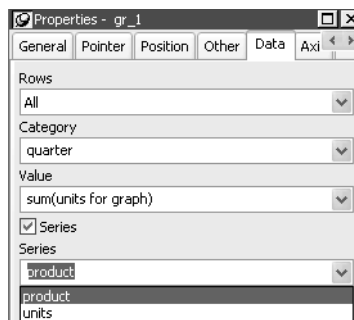 Properties - gr_1
General Pointer Position Other Data Axi
Rows
All
Category
quarter
Value
sum(units for graph)
Series
Series
product
product
units